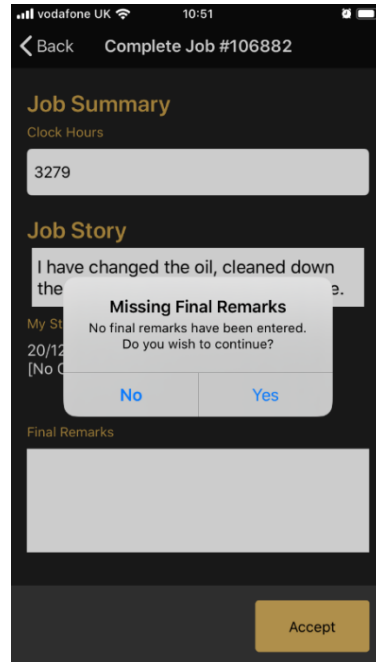 vodafone UK 10:51
Back Complete Job #106882
Job Summary
Clock Hours
3279
Job Story
I have changed the oil, cleaned down
the
Missing Final Remarks
No final remarks have been entered.
Do you wish to continue?
No Yes
My St
20/12
[No
Final Remarks
Accept